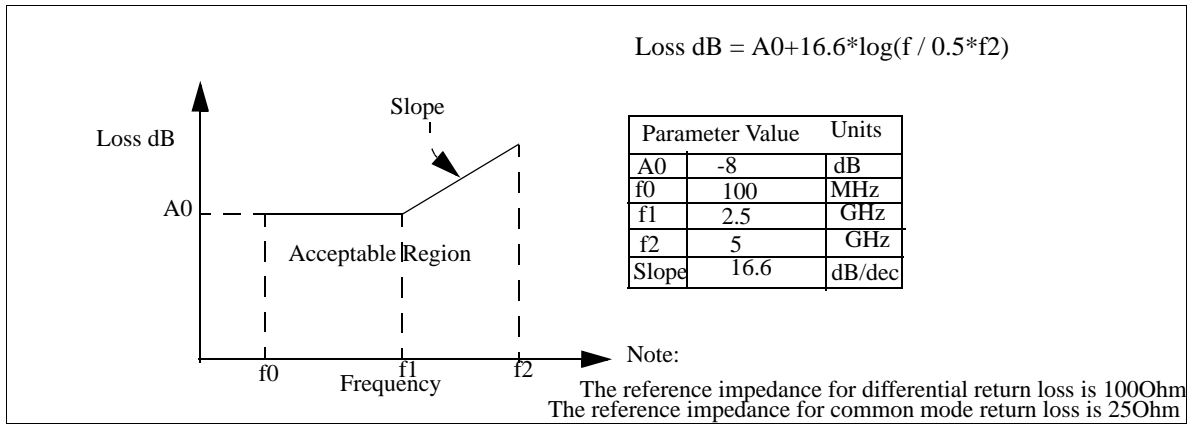 Loss dB = A0+16.6*log(f / 0.5*f2)
Slope
Loss dB
A0
Acceptable Region
f0
f1
f2
Frequency
Parameter Value Units
A0 -8 dB
f0 100 MHz
f1 2.5 GHz
f2 5 GHz
Slope 16.6 dB/dec
Note:
The reference impedance for differential return loss is 100Ohm
The reference impedance for common mode return loss is 25Ohm